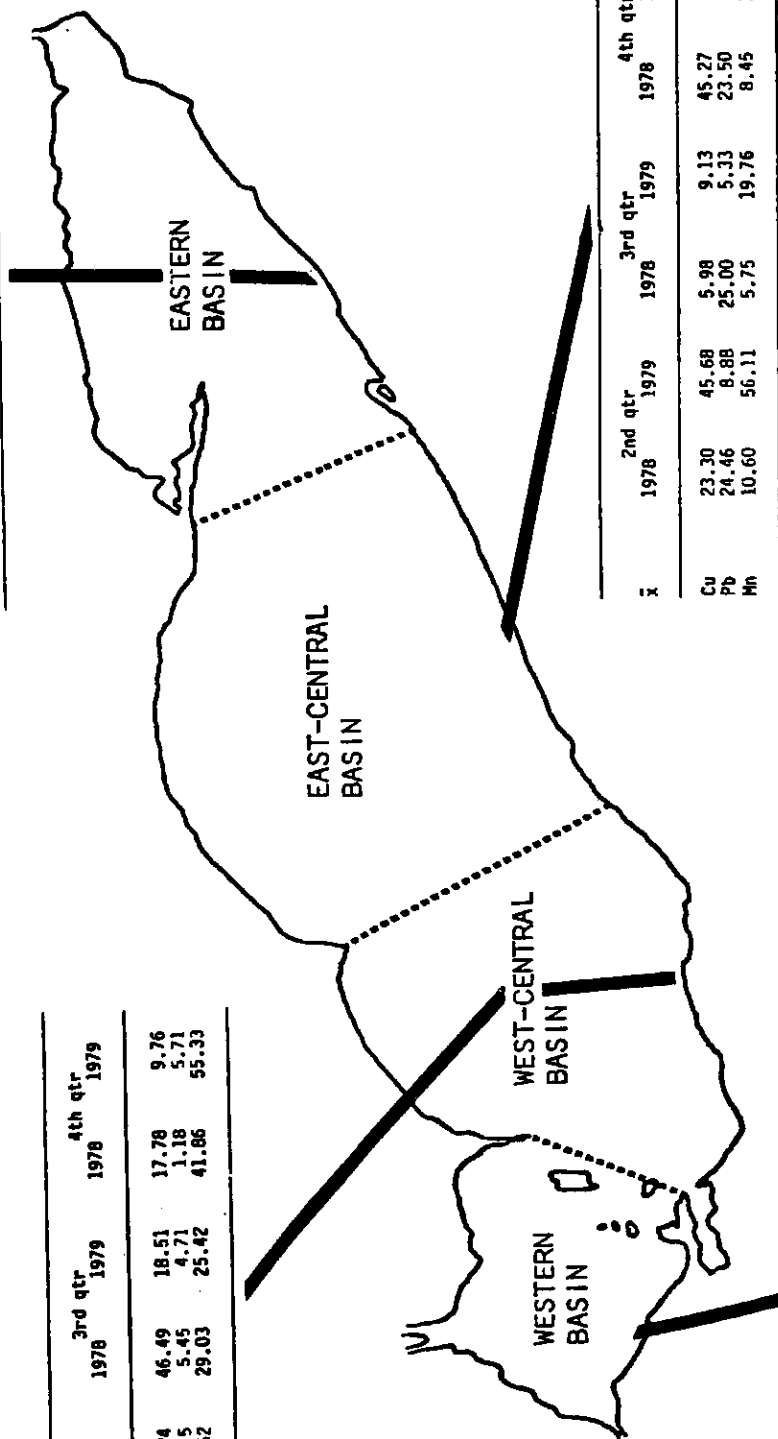 3rd qtr 4th qtr
1978 1979 1978 1979
46.49 18.51 17.78 9.76
5.45 4.71 1.18 5.71
29.03 25.42 41.86 55.33
EASTERN
BASIN
EAST-CENTRAL
BASIN
WEST-CENTRAL
BASIN
WESTERN
BASIN
2nd qtr 3rd qtr 4th qtr
x̄ 1978 1979 1978 1979 1978
Cu 23.30 45.68 5.98 9.13 45.27
Pb 24.46 8.88 25.00 5.33 23.50
Mn 10.60 56.11 5.75 19.76 8.45